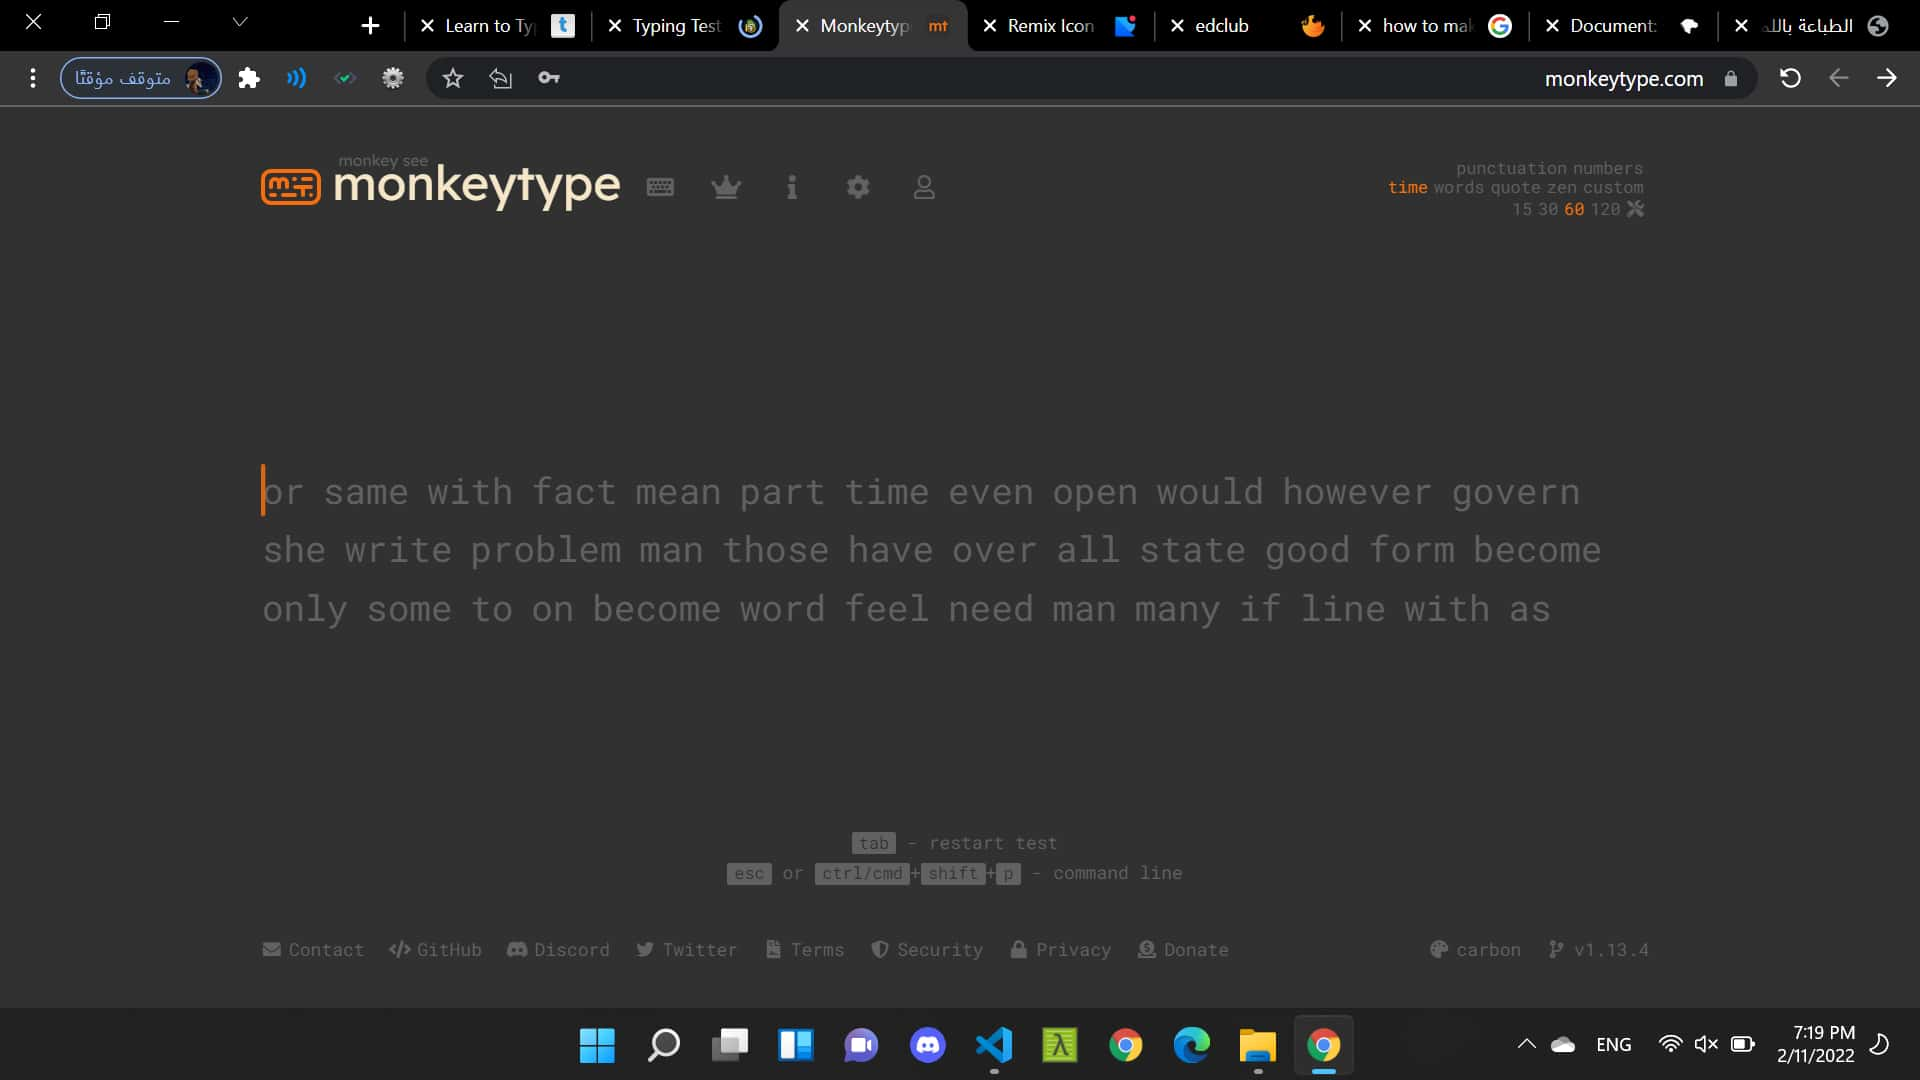 Learn to Ty
Typing Test
Monkeytyp
mt
Remix Icon
edclub
how to mak
Document:
الطباعة باللم
متوقف مؤقتًا
monkeytype.com
monkey see
monkeytype
punctuation numbers
time words quote zen custom
15 30 60 120
or same with fact mean part time even open would however govern
she write problem man those have over all state good form become
only some to on become word feel need man many if line with as
tab - restart test
esc or ctrl/cmd+shift+p - command line
Contact GitHub Discord Twitter Terms Security Privacy Donate carbon v1.13.4
ENG
7:19 PM
2/11/2022